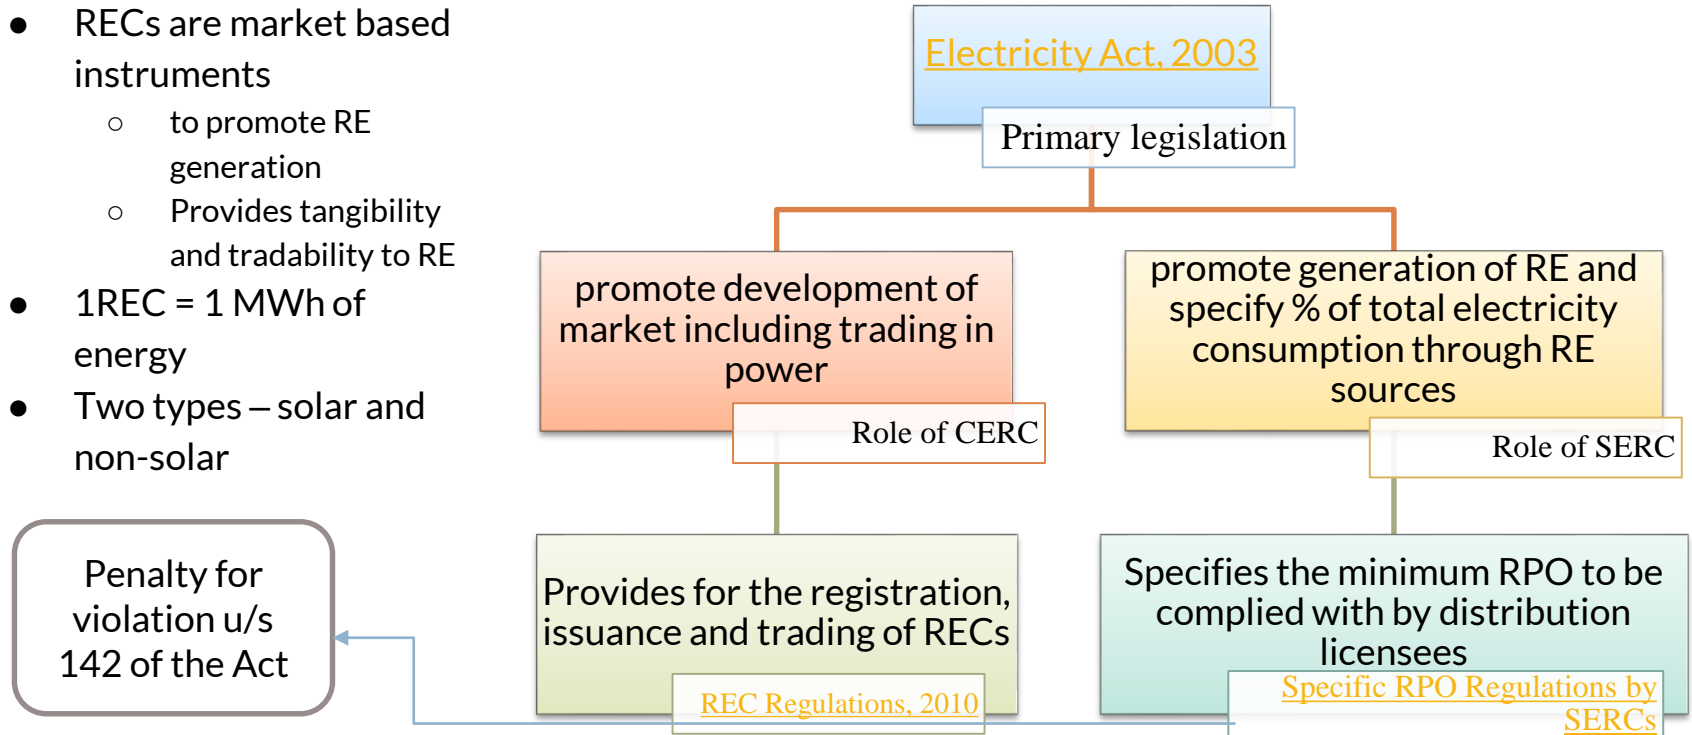 ● RECs are market based
instruments
○ to promote RE
generation
○ Provides tangibility
and tradability to RE
● 1REC = 1 MWh of
energy
● Two types – solar and
non-solar
Penalty for
violation u/s
142 of the Act
Electricity Act, 2003
Primary legislation
promote development of
market including trading in
power
Role of CERC
promote generation of RE and
specify % of total electricity
consumption through RE
sources
Role of SERC
Provides for the registration,
issuance and trading of RECs
REC Regulations, 2010
Specifies the minimum RPO to be
complied with by distribution
licensees
Specific RPO Regulations by
SERCs